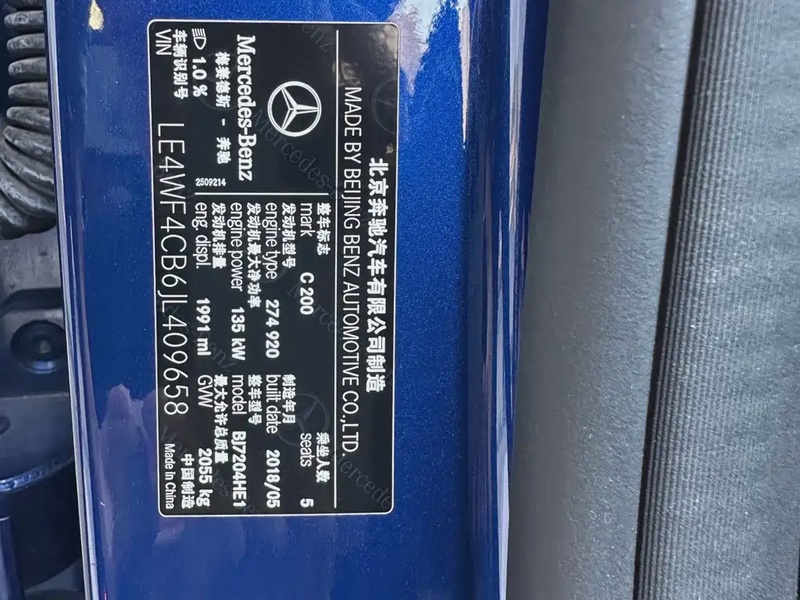 北京奔驰汽车有限公司制造
MADE BY BEIJING BENZ AUTOMOTIVE CO.,LTD.
Mercedes-Benz
梅赛德斯 - 奔驰
1.0 %
2509214
整车标志
mark C 200
乘坐人数
seats 5
发动机型号
engine type 274 920
制造年月
built date 2018/05
发动机最大净功率
engine power 135 kW
整车型号
model BJ7204HE1
发动机排量
eng. displ. 1991 ml
最大允许总质量
GVW 2055 kg
车辆识别号
VIN LE4WF4CB6JL409658
中国制造
Made in China